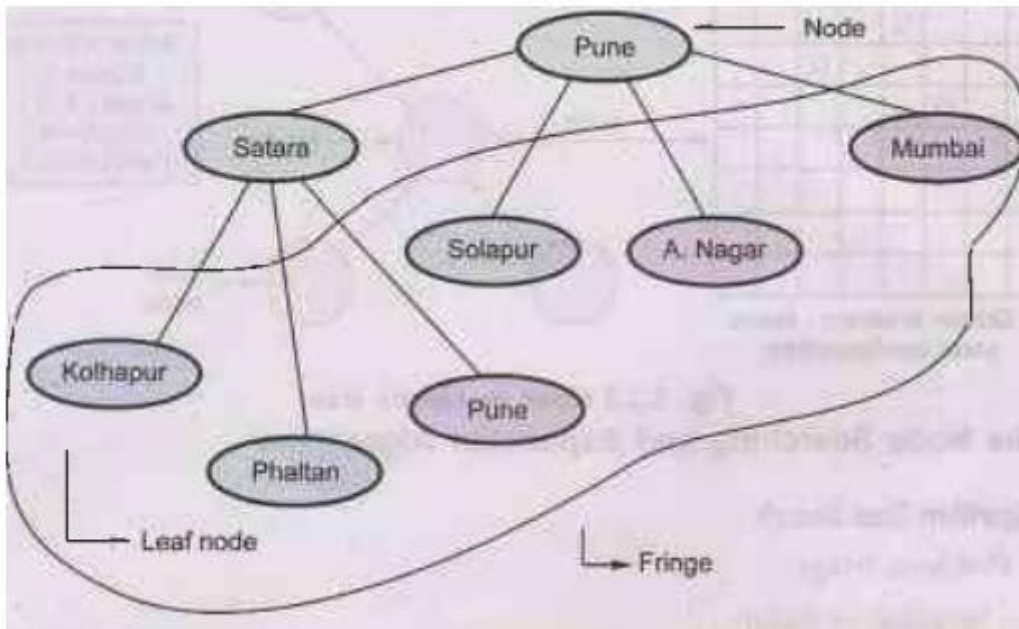 Pune
Node
Satara
Mumbai
Solapur
A. Nagar
Kolhapur
Pune
Phaltan
Leaf node
Fringe